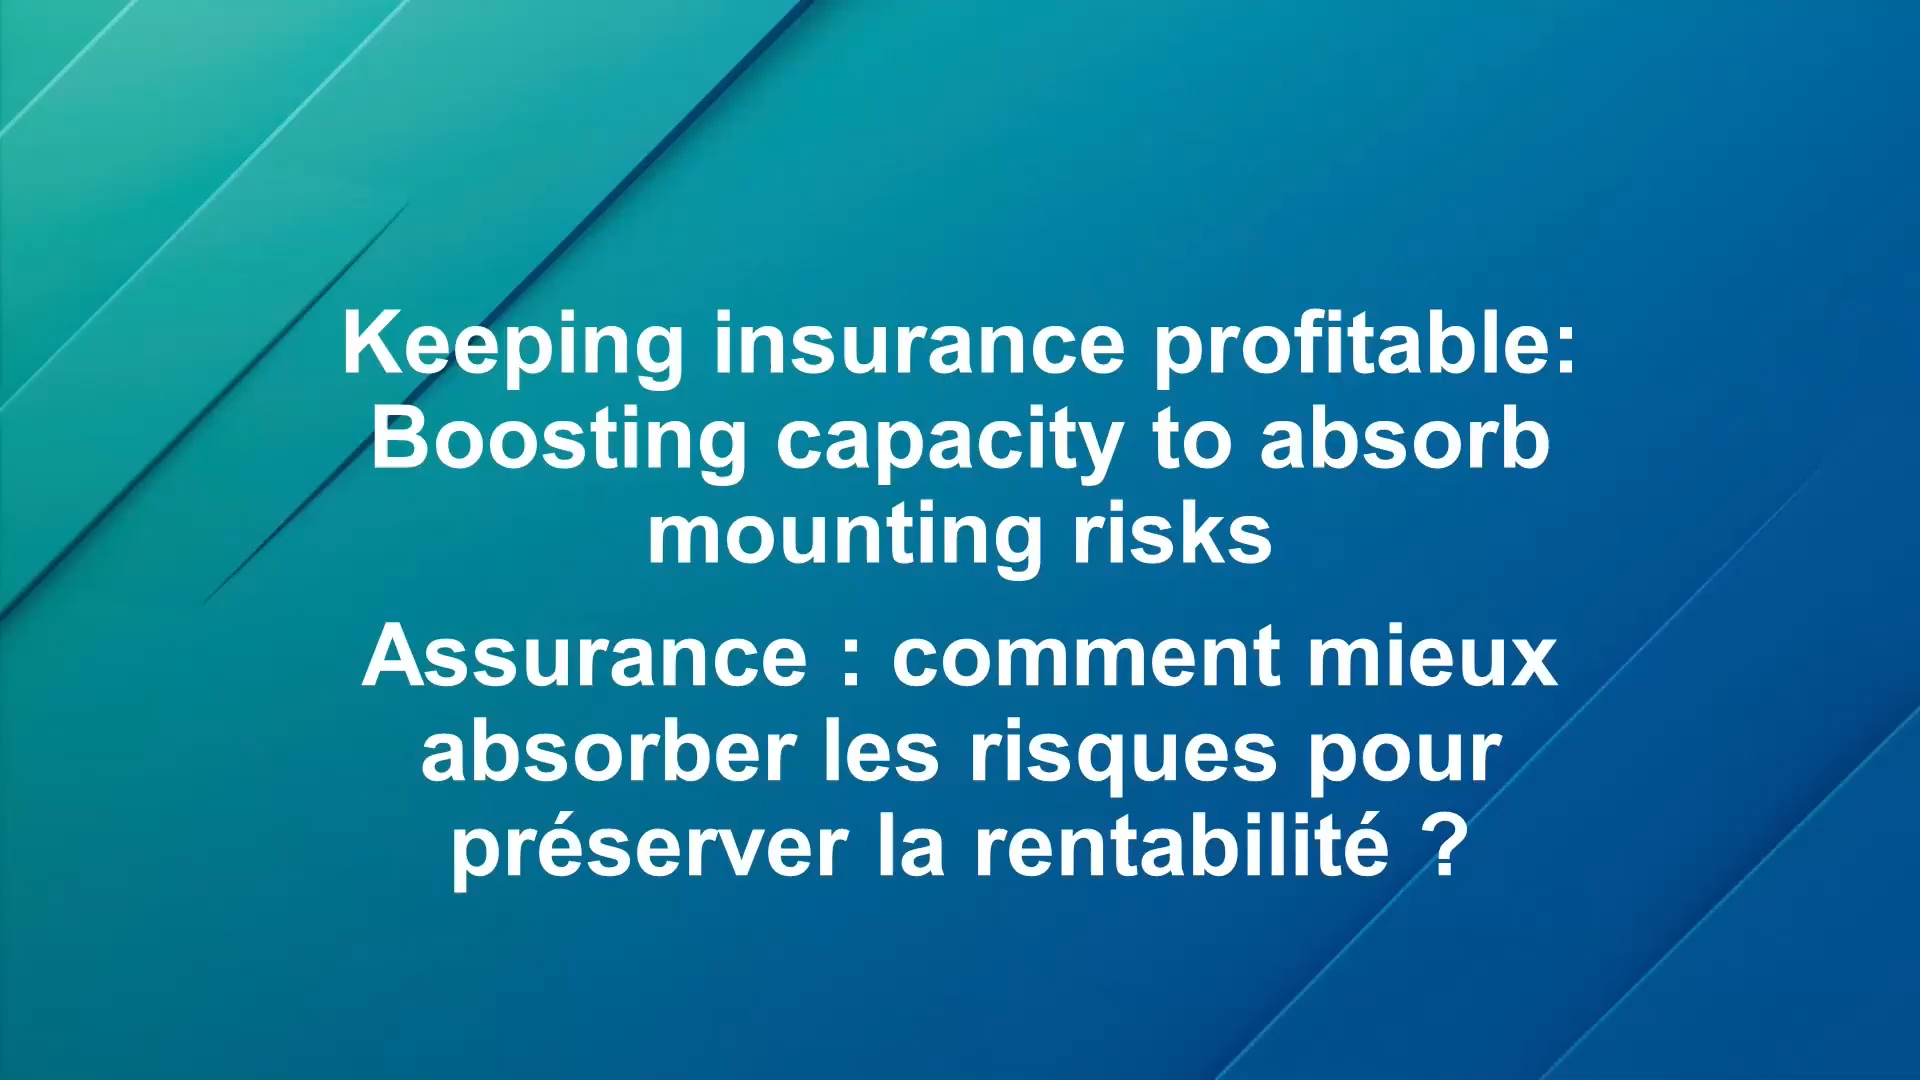 Keeping insurance profitable:
Boosting capacity to absorb
mounting risks
Assurance : comment mieux
absorber les risques pour
préserver la rentabilité ?